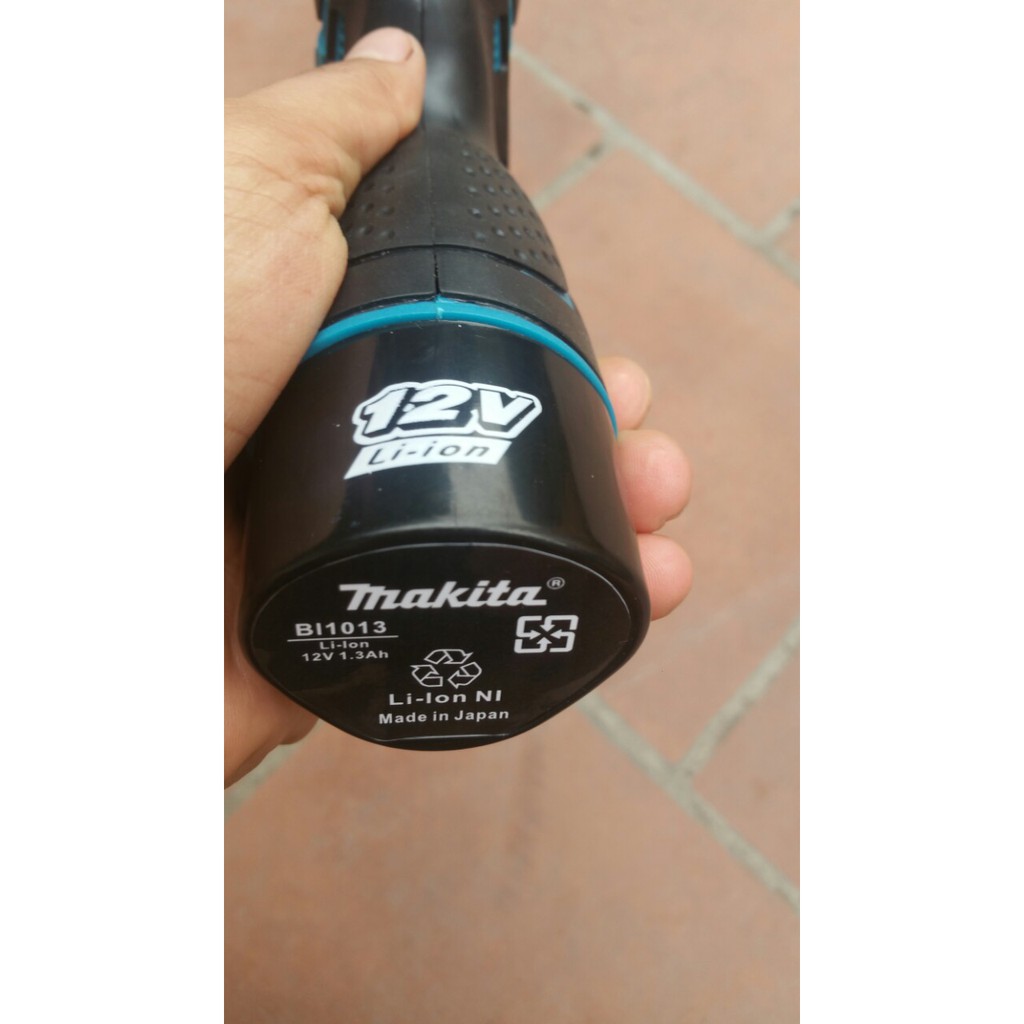 12V
Li-ion
makita®
BI1013
Li-Ion
12V 1.3Ah
Li-Ion NI
Made in Japan